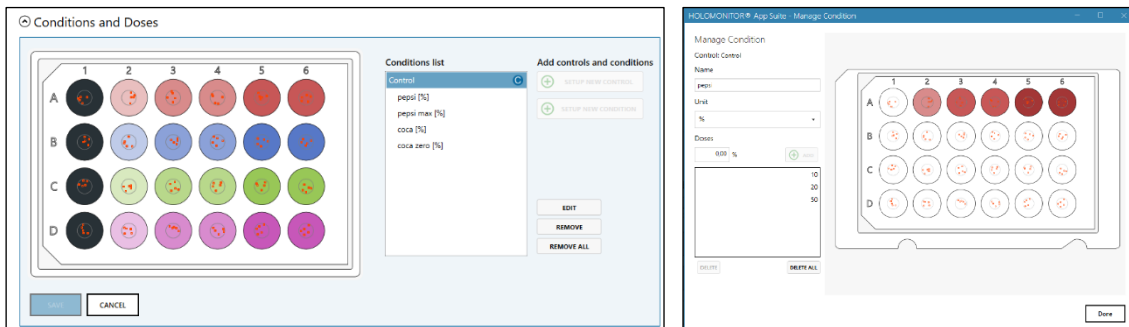 Conditions and Doses
1 2 3 4 5 6
A
B
C
D
Conditions list
Control C
pepsi [%]
pepsi max [%]
coca [%]
coca zero [%]
Add controls and conditions
SETUP NEW CONTROL
SETUP NEW CONDITION
EDIT
REMOVE
REMOVE ALL
SAVE
CANCEL
HOLOMONITOR® App Suite - Manage Condition
Manage Condition
Control: Control
Name
pepsi
Unit
%
Doses
0,00 %
10
20
50
DELETE
DELETE ALL
1 2 3 4 5 6
A
B
C
D
Done